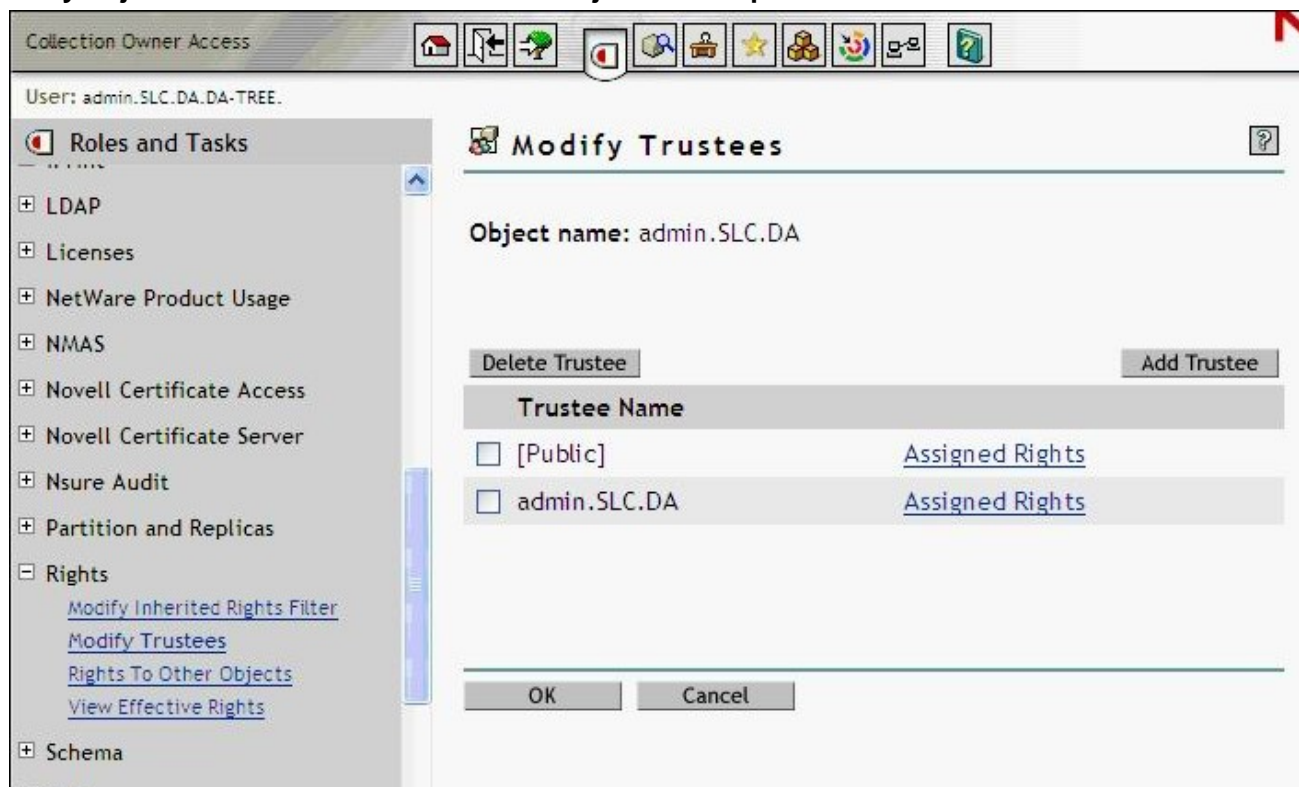 Collection Owner Access
N
User: admin.SLC.DA.DA-TREE.
Roles and Tasks
Modify Trustees
LDAP
Object name: admin.SLC.DA
Licenses
NetWare Product Usage
NMAS
Delete Trustee Add Trustee
Novell Certificate Access
Trustee Name
Novell Certificate Server
[Public] Assigned Rights
Nsure Audit
admin.SLC.DA Assigned Rights
Partition and Replicas
Rights
Modify Inherited Rights Filter
Modify Trustees
Rights To Other Objects
View Effective Rights
OK Cancel
Schema